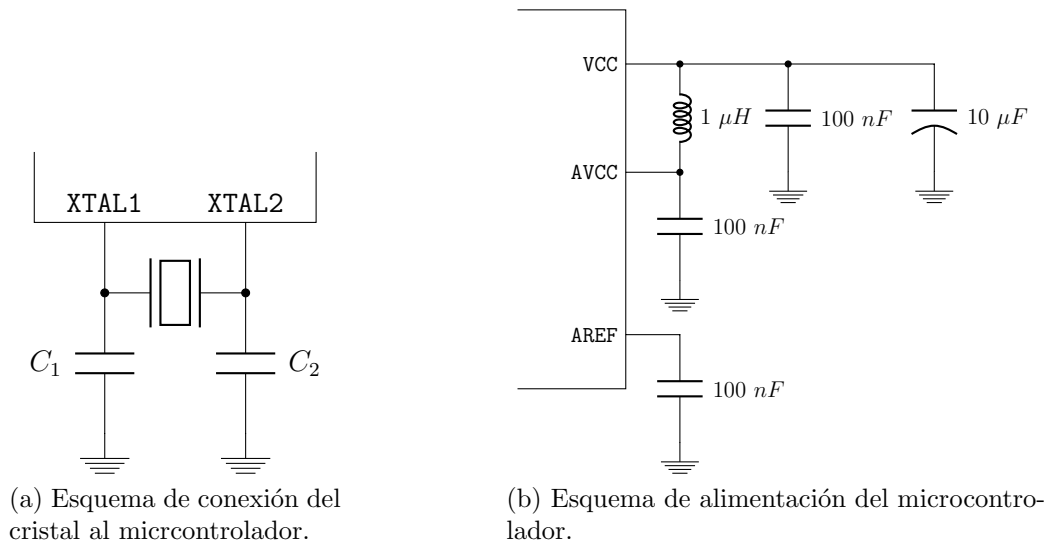 XTAL1 XTAL2
C1 C2
(a) Esquema de conexión del
cristal al micrcontrolador.
VCC
1 μH 100 nF 10 μF
AVCC
100 nF
AREF
100 nF
(b) Esquema de alimentación del microcontro-
lador.